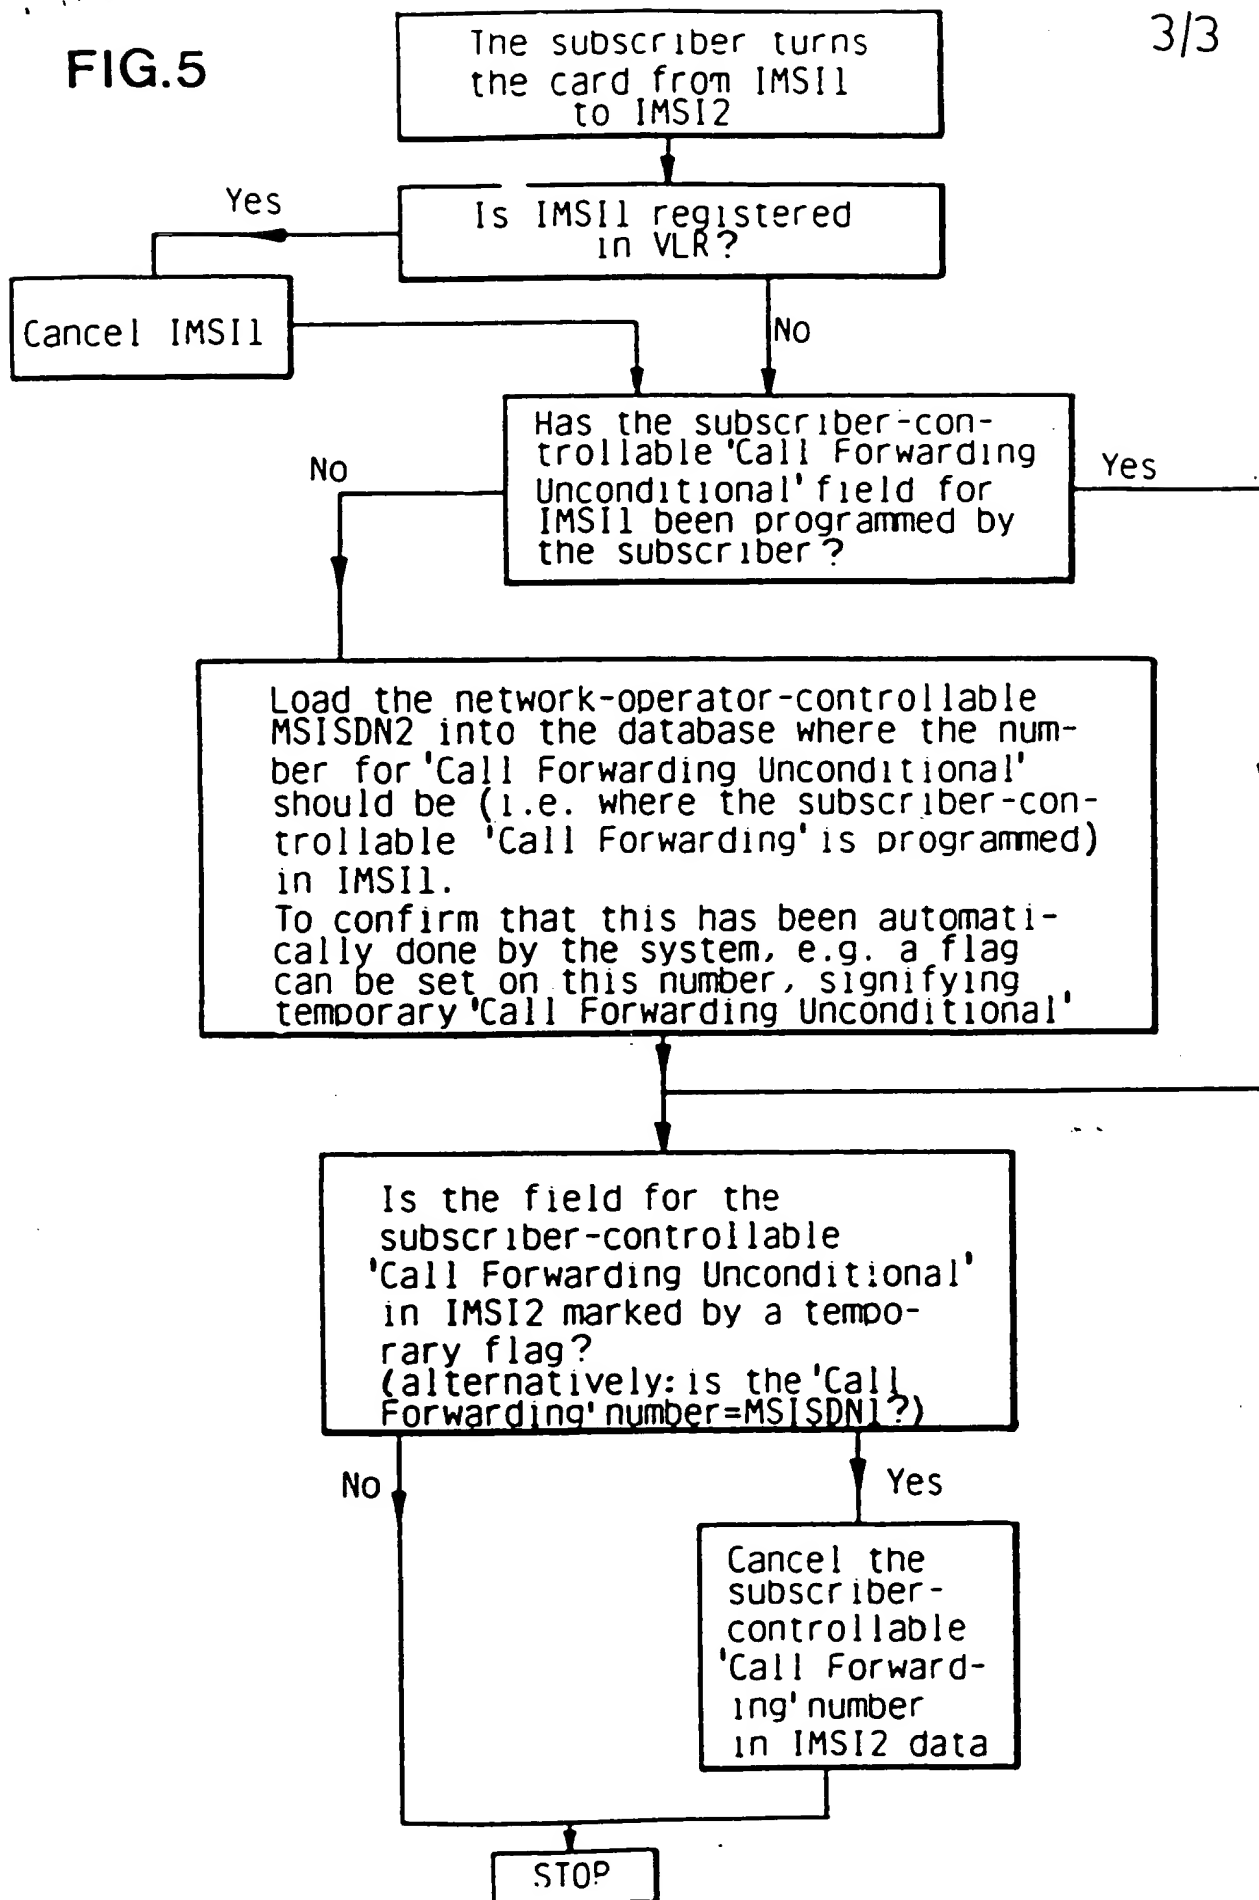 3/3
FIG.5
The subscriber turns
the card from IMSI1
to IMSI2
Yes
Is IMSI1 registered
in VLR?
Cancel IMSI1
No
Has the subscriber-con-
trollable 'Call Forwarding
Unconditional' field for
IMSI1 been programmed by
the subscriber?
No
Yes
Load the network-operator-controllable
MSISDN2 into the database where the num-
ber for 'Call Forwarding Unconditional'
should be (i.e. where the subscriber-con-
trollable 'Call Forwarding' is programmed)
in IMSI1.
To confirm that this has been automati-
cally done by the system, e.g. a flag
can be set on this number, signifying
temporary 'Call Forwarding Unconditional'
Is the field for the
subscriber-controllable
'Call Forwarding Unconditional'
in IMSI2 marked by a tempo-
rary flag?
(alternatively: is the 'Call
Forwarding' number=MSISDN1?)
No
Yes
Cancel the
subscriber-
controllable
'Call Forward-
ing' number
in IMSI2 data
STOP